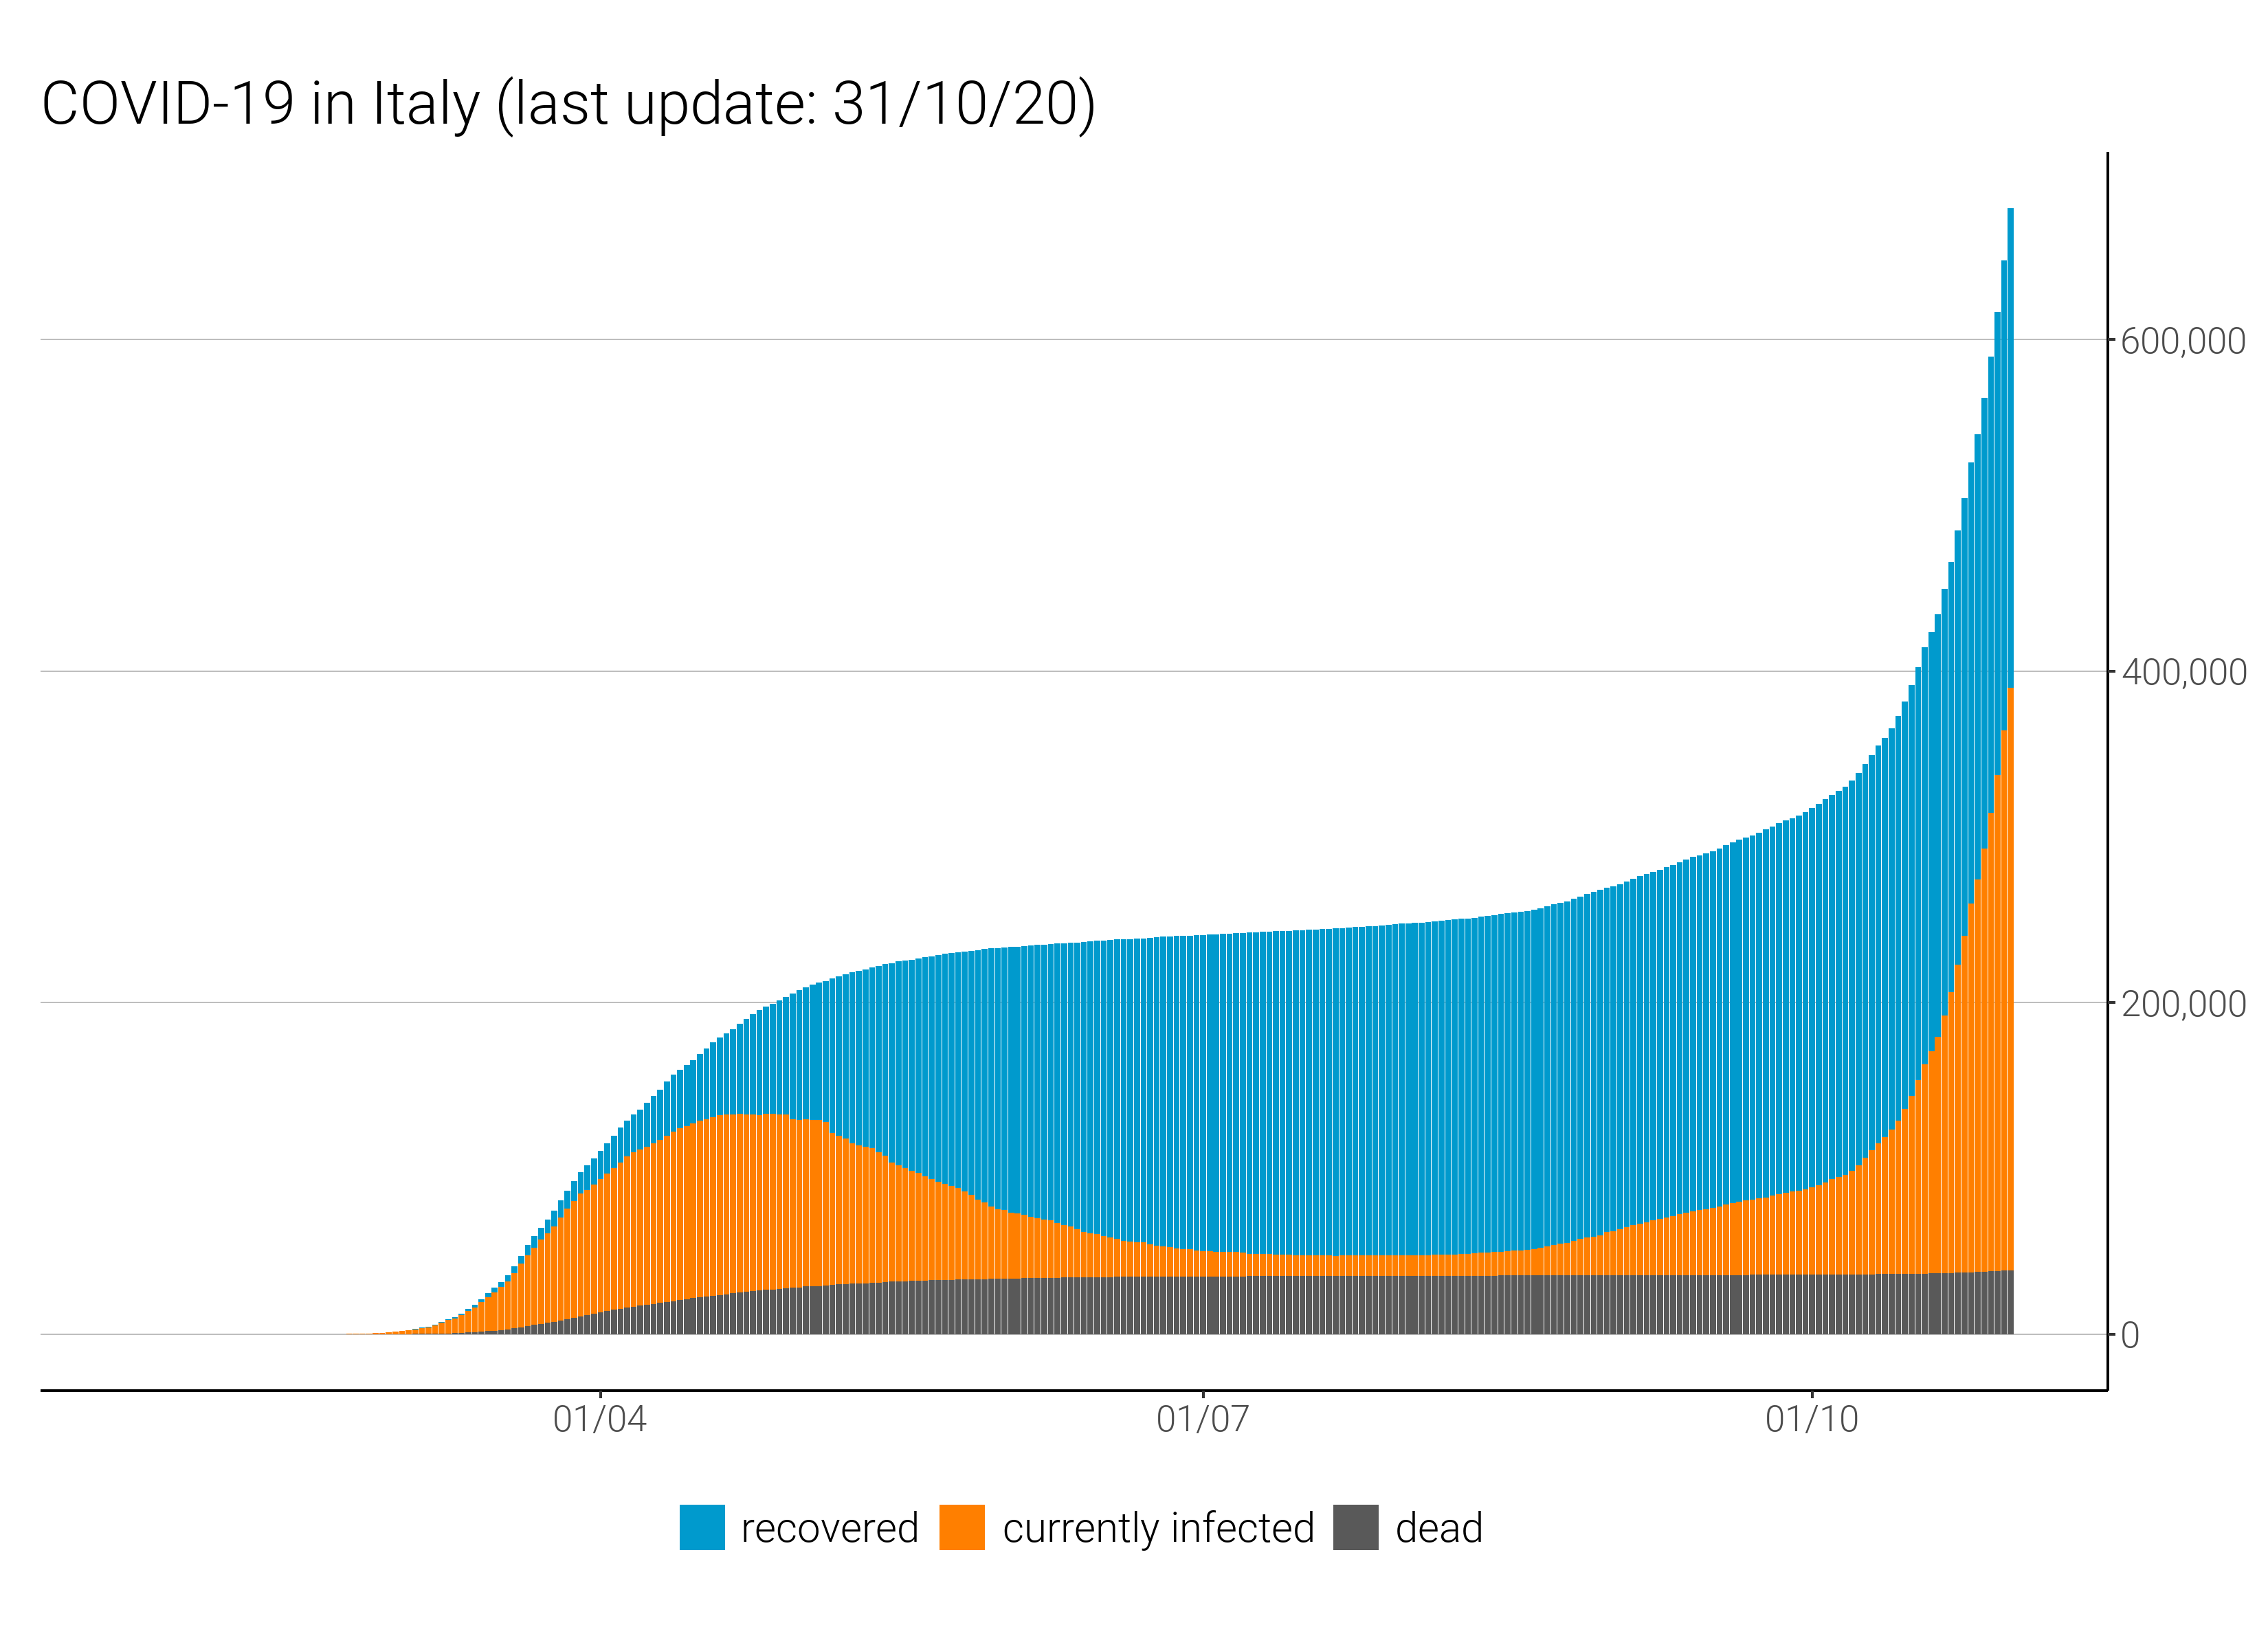 COVID-19 in Italy (last update: 31/10/20)
600,000
400,000
200,000
0
01/04 01/07 01/10
recovered currently infected dead